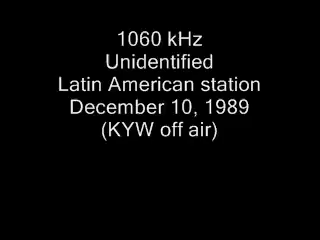 1060 kHz
Unidentified
Latin American station
December 10, 1989
(KYW off air)